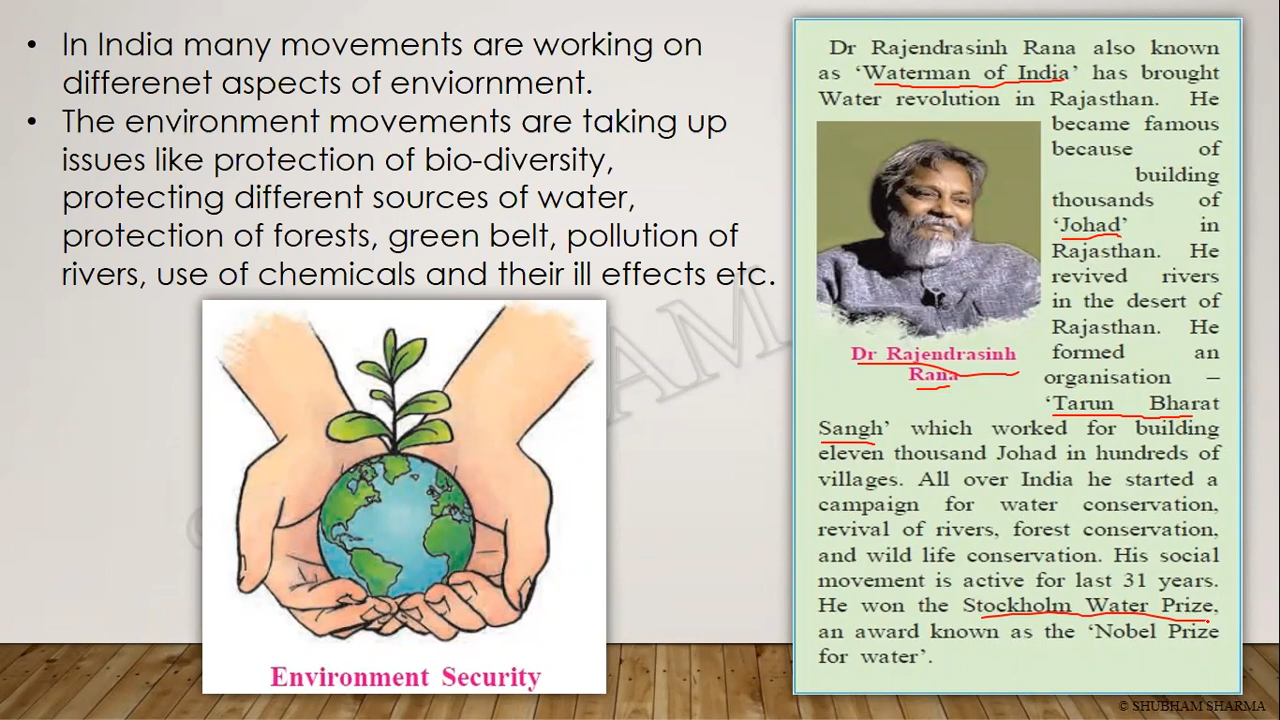 • In India many movements are working on
differenet aspects of enviornment.
• The environment movements are taking up
issues like protection of bio-diversity,
protecting different sources of water,
protection of forests, green belt, pollution of
rivers, use of chemicals and their ill effects etc.
Environment Security
Dr Rajendrasinh Rana also known
as ‘Waterman of India’ has brought
Water revolution in Rajasthan. He
became famous
because of
building
thousands of
‘Johad’ in
Rajasthan. He
revived rivers
in the desert of
Rajasthan. He
formed an
organisation –
‘Tarun Bharat
Dr Rajendrasinh
Rana
Sangh’ which worked for building
eleven thousand Johad in hundreds of
villages. All over India he started a
campaign for water conservation,
revival of rivers, forest conservation,
and wild life conservation. His social
movement is active for last 31 years.
He won the Stockholm Water Prize,
an award known as the ‘Nobel Prize
for water’.
© SHUBHAM SHARMA